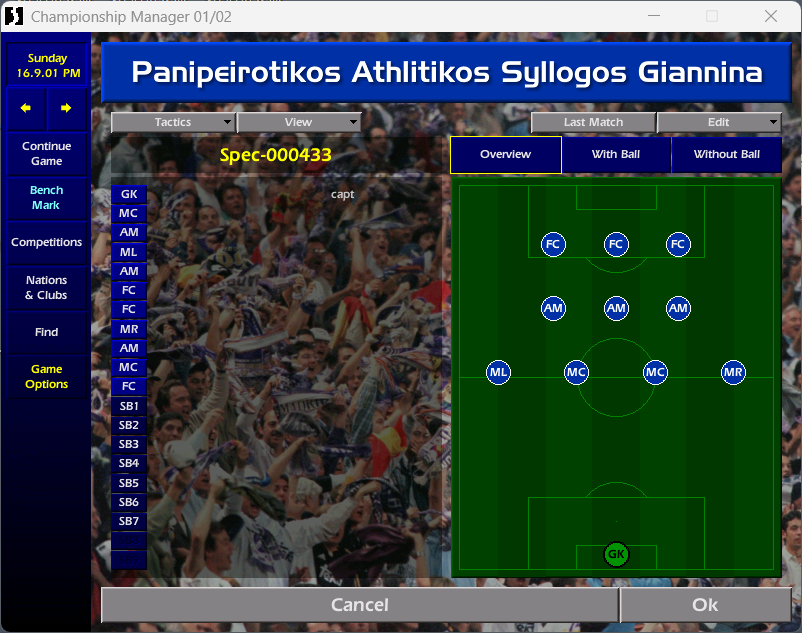 Championship Manager 01/02
Sunday
16.9.01 PM
Continue
Game
Bench
Mark
Competitions
Nations
& Clubs
Find
Game
Options
Panipeirotikos Athlitikos Syllogos Giannina
Tactics View Last Match Edit
Spec-000433
Overview With Ball Without Ball
GK capt
MC
AM
ML
AM
FC
FC
MR
AM
MC
FC
SB1
SB2
SB3
SB4
SB5
SB6
SB7
FC FC FC
AM AM AM
ML MC MC MR
GK
Cancel Ok